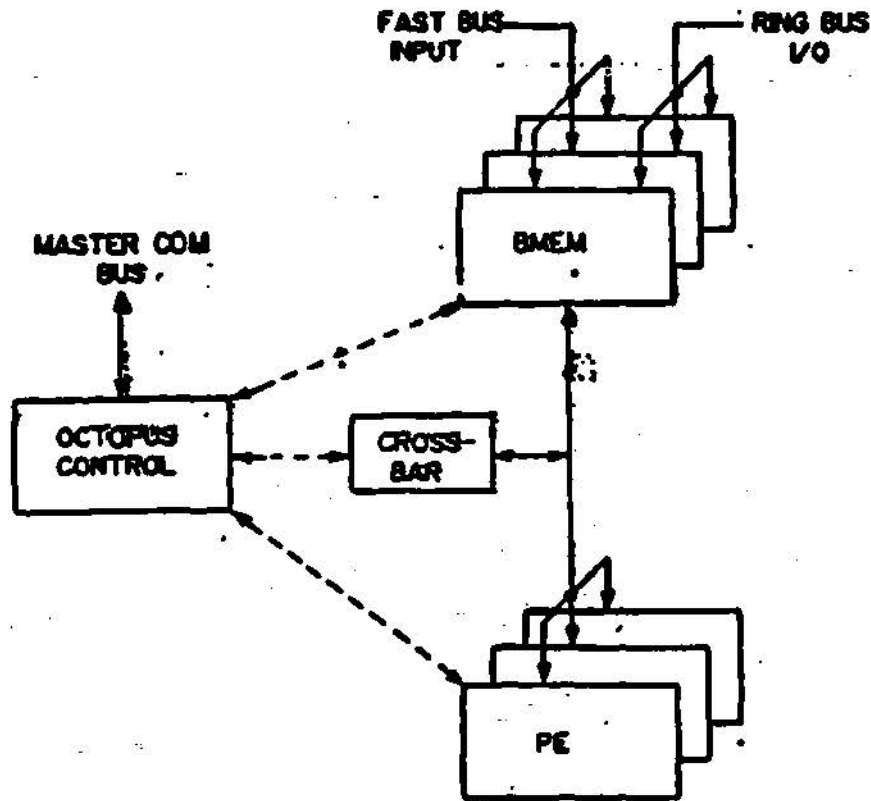 FAST BUS
INPUT
RING BUS
I/O
BMEM
MASTER COM
BUS
OCTOPUS
CONTROL
CROSS-
BAR
PE